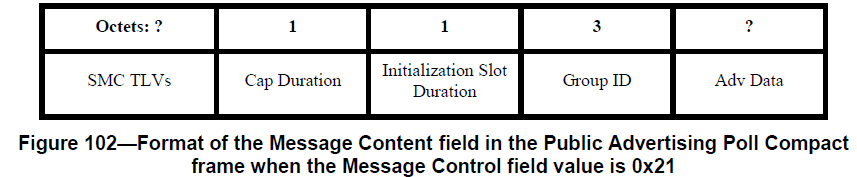 Octets: ? 1 1 3 ?
SMC TLVs Cap Duration Initialization Slot Duration Group ID Adv Data
Figure 102—Format of the Message Content field in the Public Advertising Poll Compact
frame when the Message Control field value is 0x21